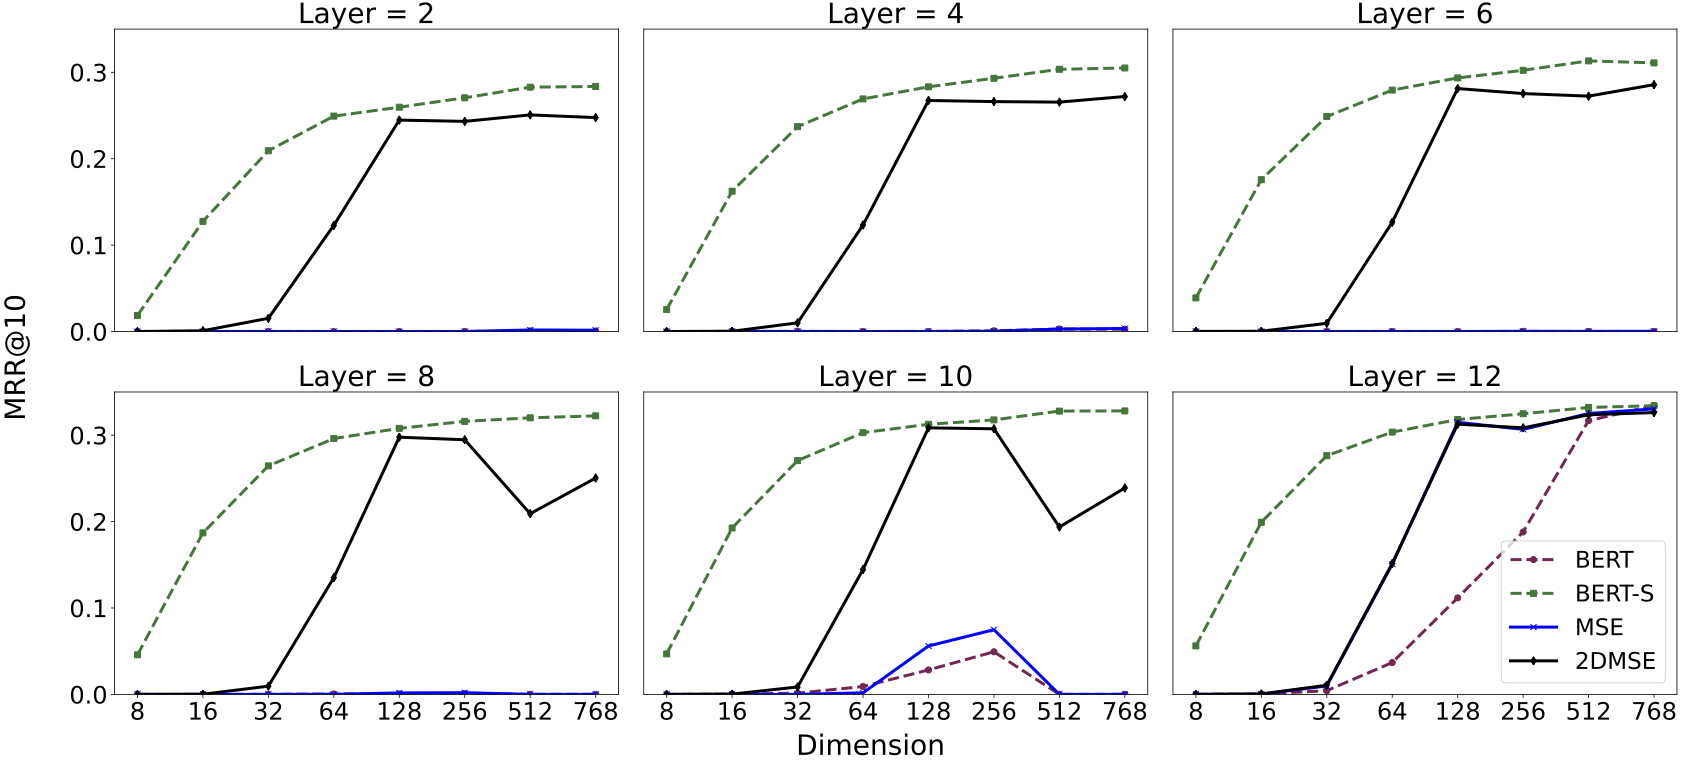 Layer = 2
Layer = 4
Layer = 6
0.3
0.2
0.1
0.0
MRR@10
Layer = 8
Layer = 10
Layer = 12
0.3
0.2
0.1
0.0
BERT
BERT-S
MSE
2DMSE
8 16 32 64 128 256 512 768
8 16 32 64 128 256 512 768
8 16 32 64 128 256 512 768
Dimension